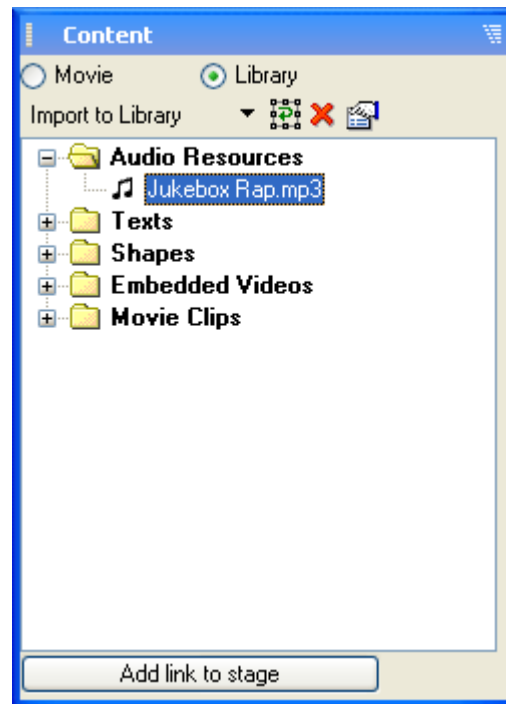 Content
Movie Library
Import to Library
Audio Resources
Jukebox Rap.mp3
Texts
Shapes
Embedded Videos
Movie Clips
Add link to stage